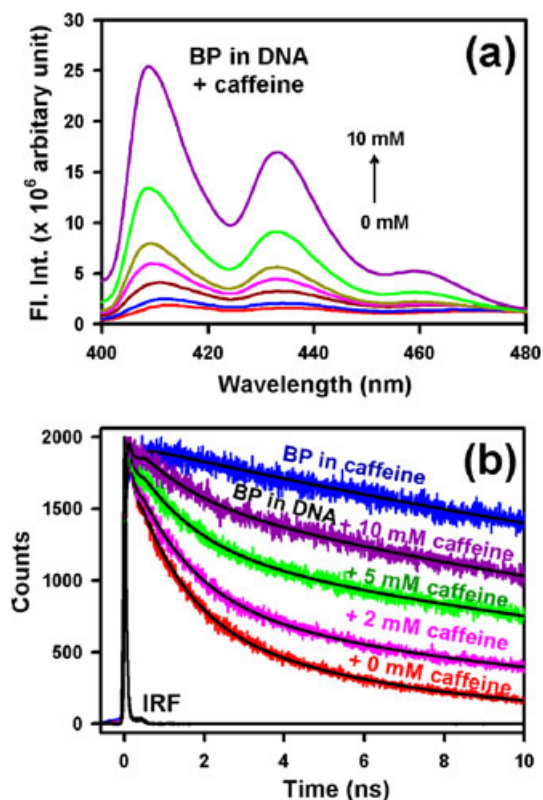 (a)
BP in DNA
+ caffeine
10 mM
0 mM
30
25
20
15
10
5
0
Fl. Int. (x 10⁶ arbitary unit)
400 420 440 460 480
Wavelength (nm)
(b)
BP in caffeine
BP in DNA
+ 10 mM caffeine
+ 5 mM caffeine
+ 2 mM caffeine
+ 0 mM caffeine
IRF
2000
1500
1000
500
0
Counts
0 2 4 6 8 10
Time (ns)